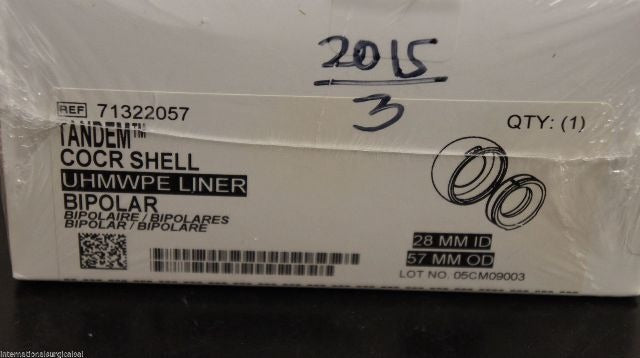 2015
3
REF 71322057
TANDEM™
COCR SHELL
UHMWPE LINER
BIPOLAR
BIPOLAIRE / BIPOLARES
BIPOLAR / BIPOLARE
QTY: (1)
28 MM ID
57 MM OD
LOT NO. 05CM09003
internationalsurgicalpal